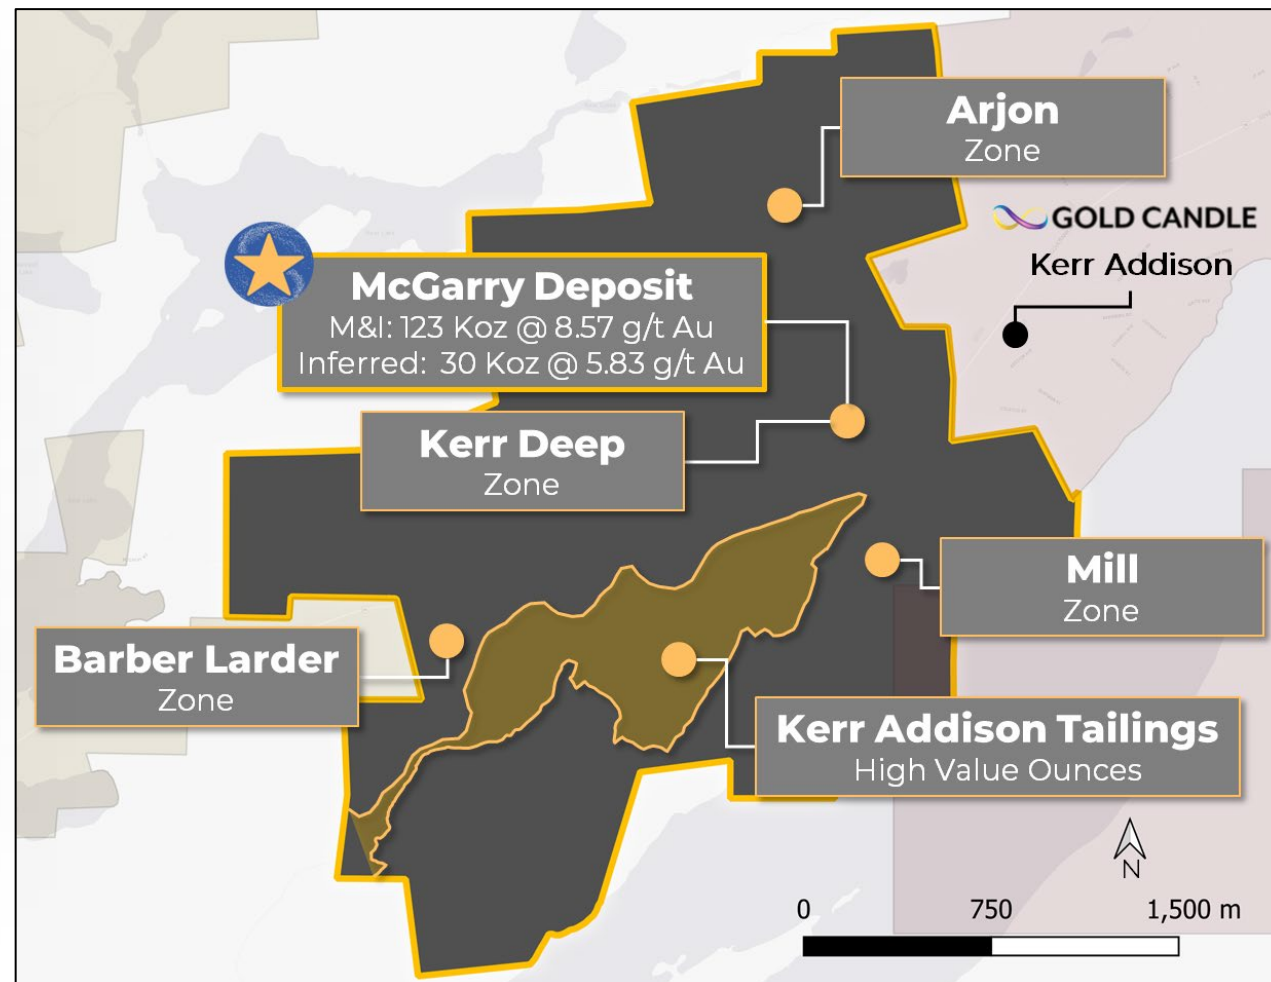 Arjon
Zone
GOLD CANDLE
Kerr Addison
McGarry Deposit
M&I: 123 Koz @ 8.57 g/t Au
Inferred: 30 Koz @ 5.83 g/t Au
Kerr Deep
Zone
Mill
Zone
Barber Larder
Zone
Kerr Addison Tailings
High Value Ounces
N
0 750 1,500 m